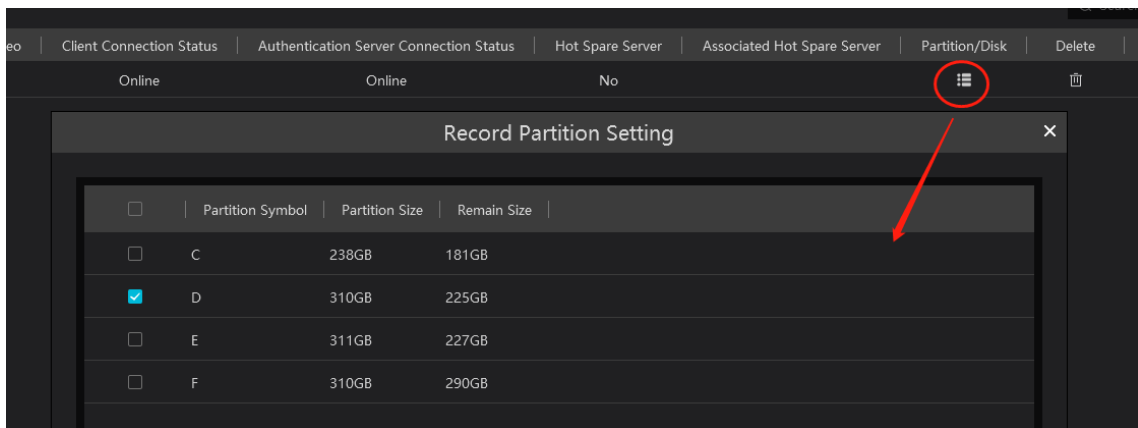 eo Client Connection Status Authentication Server Connection Status Hot Spare Server Associated Hot Spare Server Partition/Disk Delete
Online Online No
Record Partition Setting
Partition Symbol Partition Size Remain Size
C 238GB 181GB
D 310GB 225GB
E 311GB 227GB
F 310GB 290GB